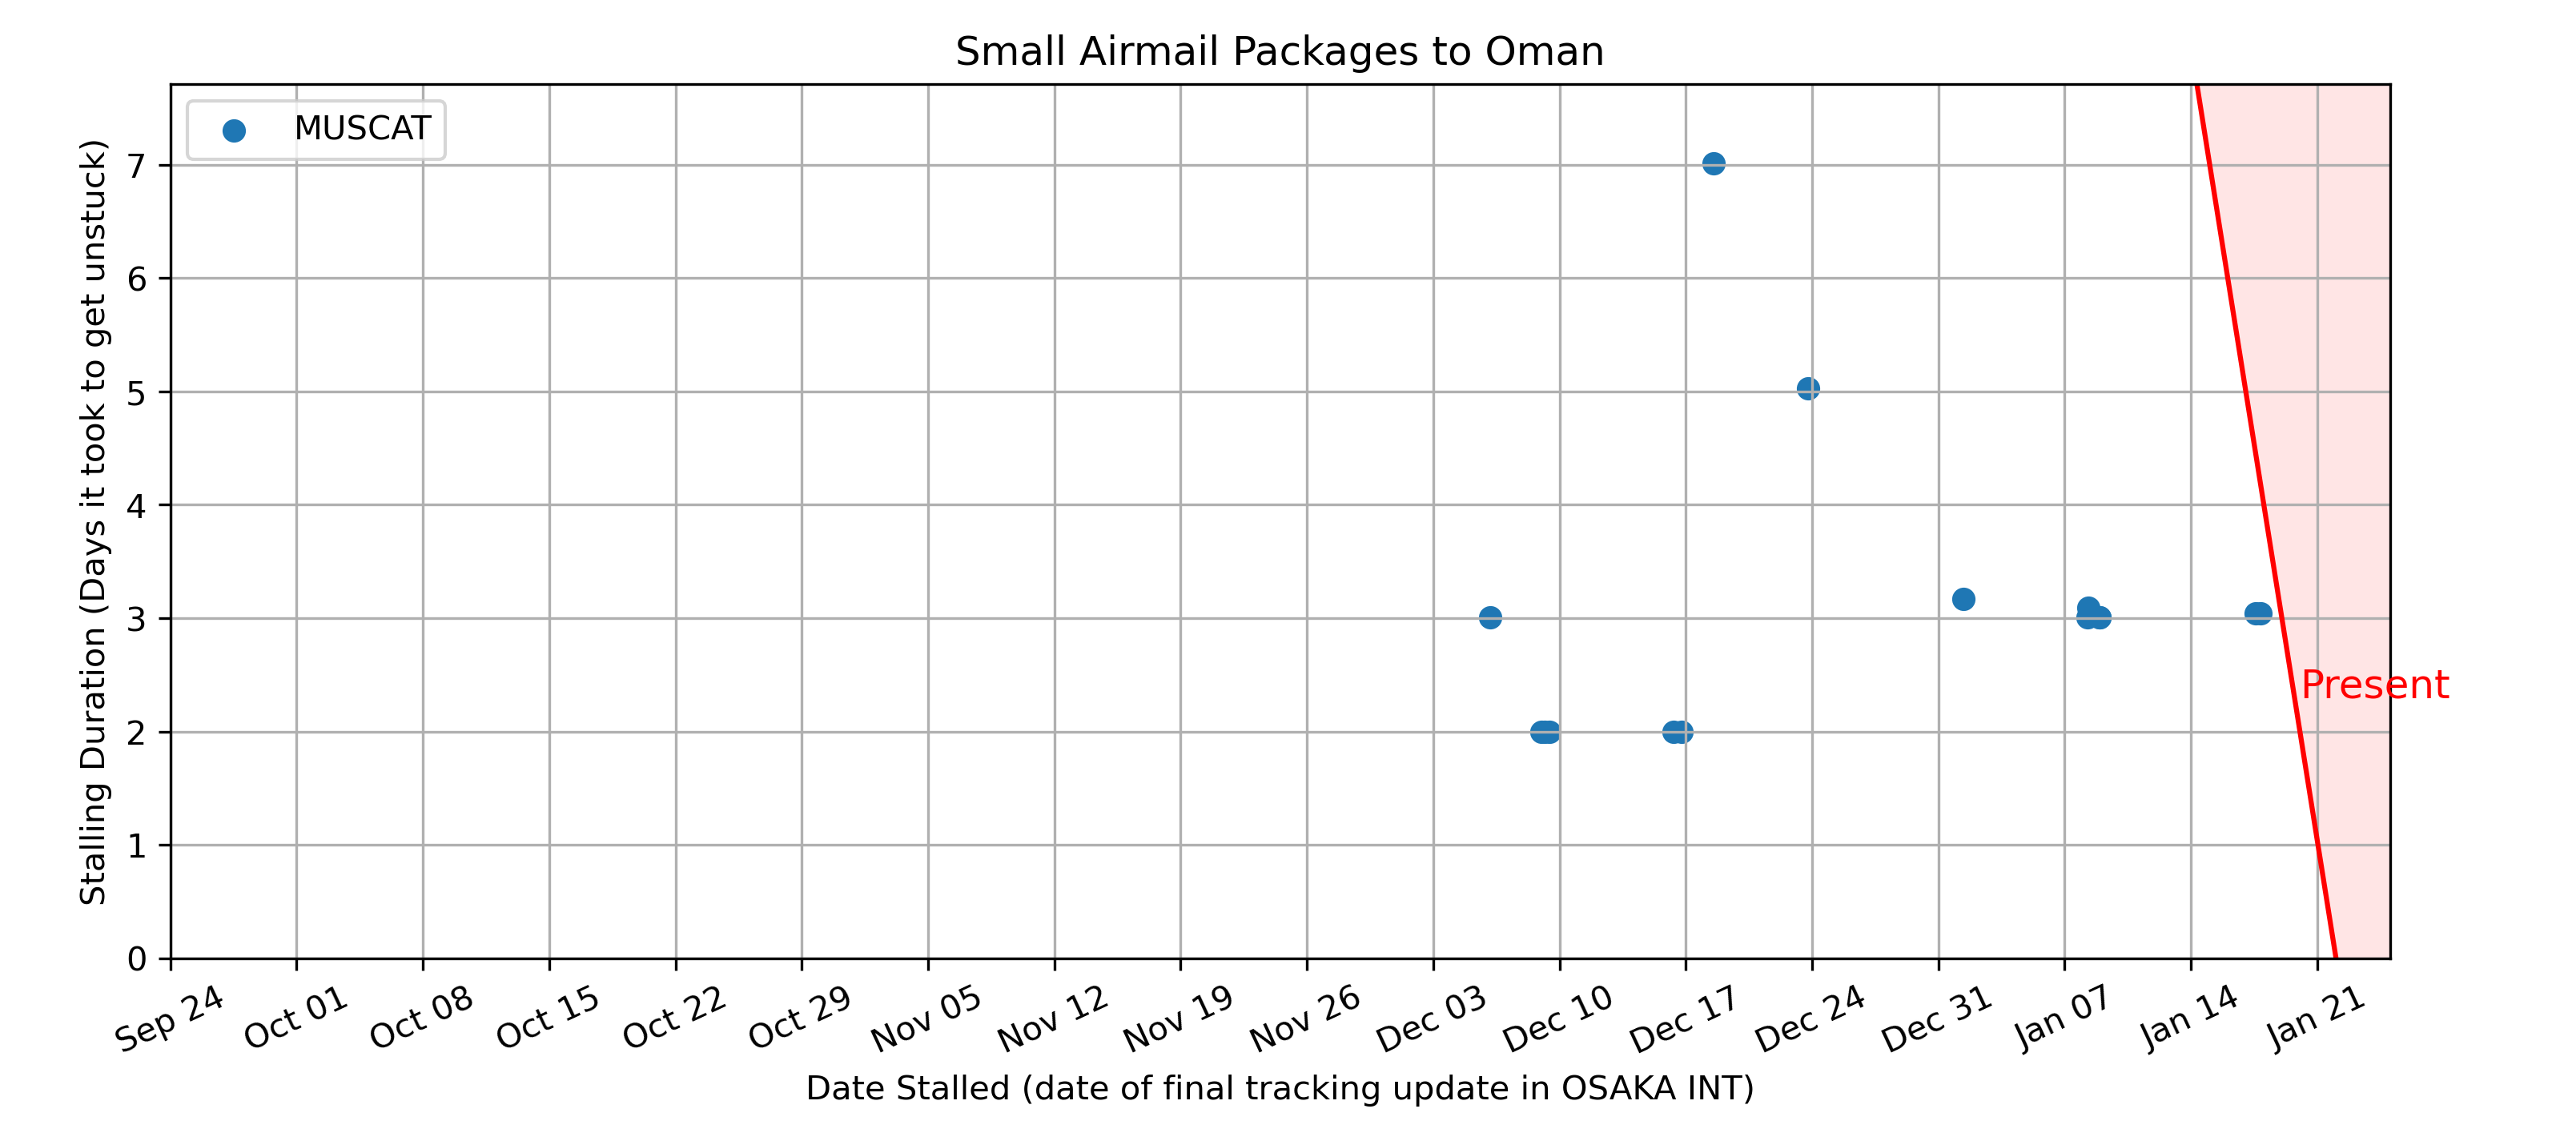 Small Airmail Packages to Oman
MUSCAT
Stalling Duration (Days it took to get unstuck)
7
6
5
4
3
2
1
0
Present
Sep 24
Oct 01
Oct 08
Oct 15
Oct 22
Oct 29
Nov 05
Nov 12
Nov 19
Nov 26
Dec 03
Dec 10
Dec 17
Dec 24
Dec 31
Jan 07
Jan 14
Jan 21
Date Stalled (date of final tracking update in OSAKA INT)